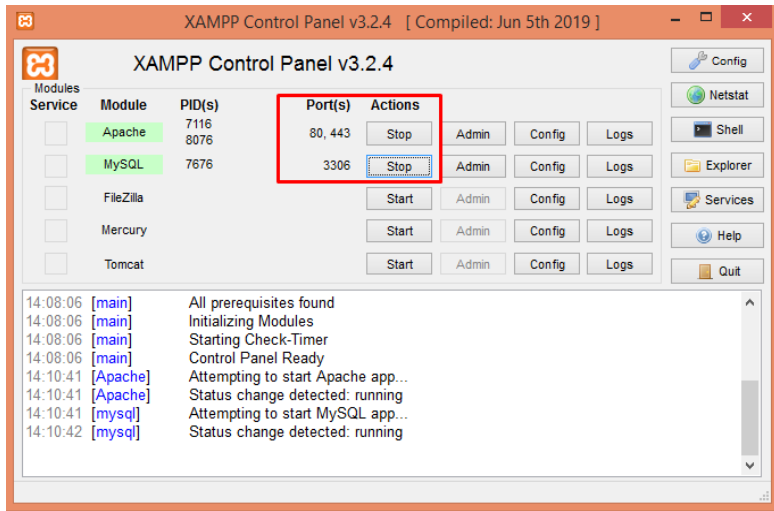 XAMPP Control Panel v3.2.4 [ Compiled: Jun 5th 2019 ]
XAMPP Control Panel v3.2.4
Config
Modules
Service Module PID(s) Port(s) Actions
Netstat
Apache 7116 8076 80, 443 Stop Admin Config Logs
Shell
MySQL 7676 3306 Stop Admin Config Logs
Explorer
FileZilla Start Admin Config Logs
Services
Mercury Start Admin Config Logs
Help
Tomcat Start Admin Config Logs
Quit
14:08:06 [main] All prerequisites found
14:08:06 [main] Initializing Modules
14:08:06 [main] Starting Check-Timer
14:08:06 [main] Control Panel Ready
14:10:41 [Apache] Attempting to start Apache app...
14:10:41 [Apache] Status change detected: running
14:10:41 [mysql] Attempting to start MySQL app...
14:10:42 [mysql] Status change detected: running